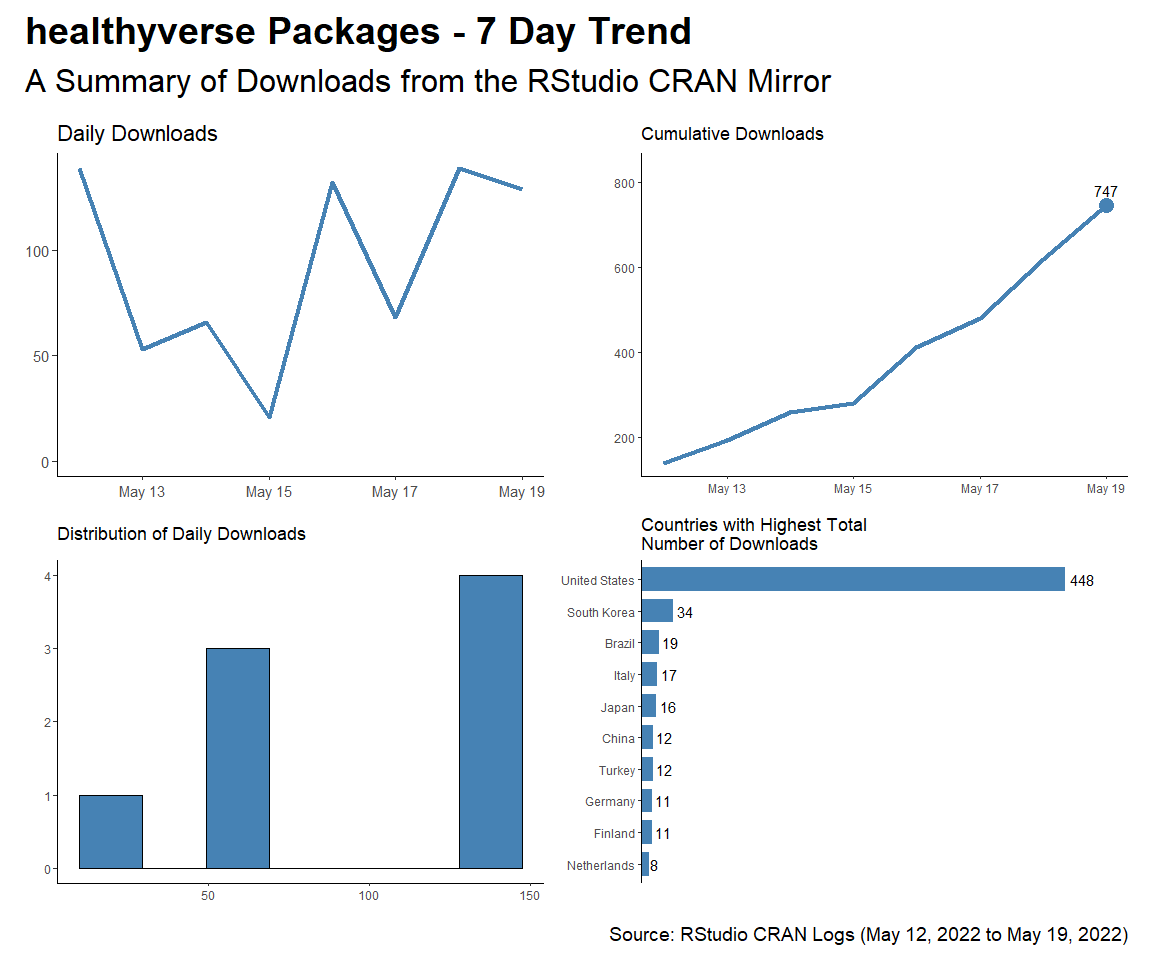 healthyverse Packages - 7 Day Trend
A Summary of Downloads from the RStudio CRAN Mirror
Daily Downloads
100
50
0
May 13 May 15 May 17 May 19
Cumulative Downloads
800
600
400
200
747
May 13 May 15 May 17 May 19
Distribution of Daily Downloads
4
3
2
1
0
50 100 150
Countries with Highest Total
Number of Downloads
United States 448
South Korea 34
Brazil 19
Italy 17
Japan 16
China 12
Turkey 12
Germany 11
Finland 11
Netherlands 8
Source: RStudio CRAN Logs (May 12, 2022 to May 19, 2022)